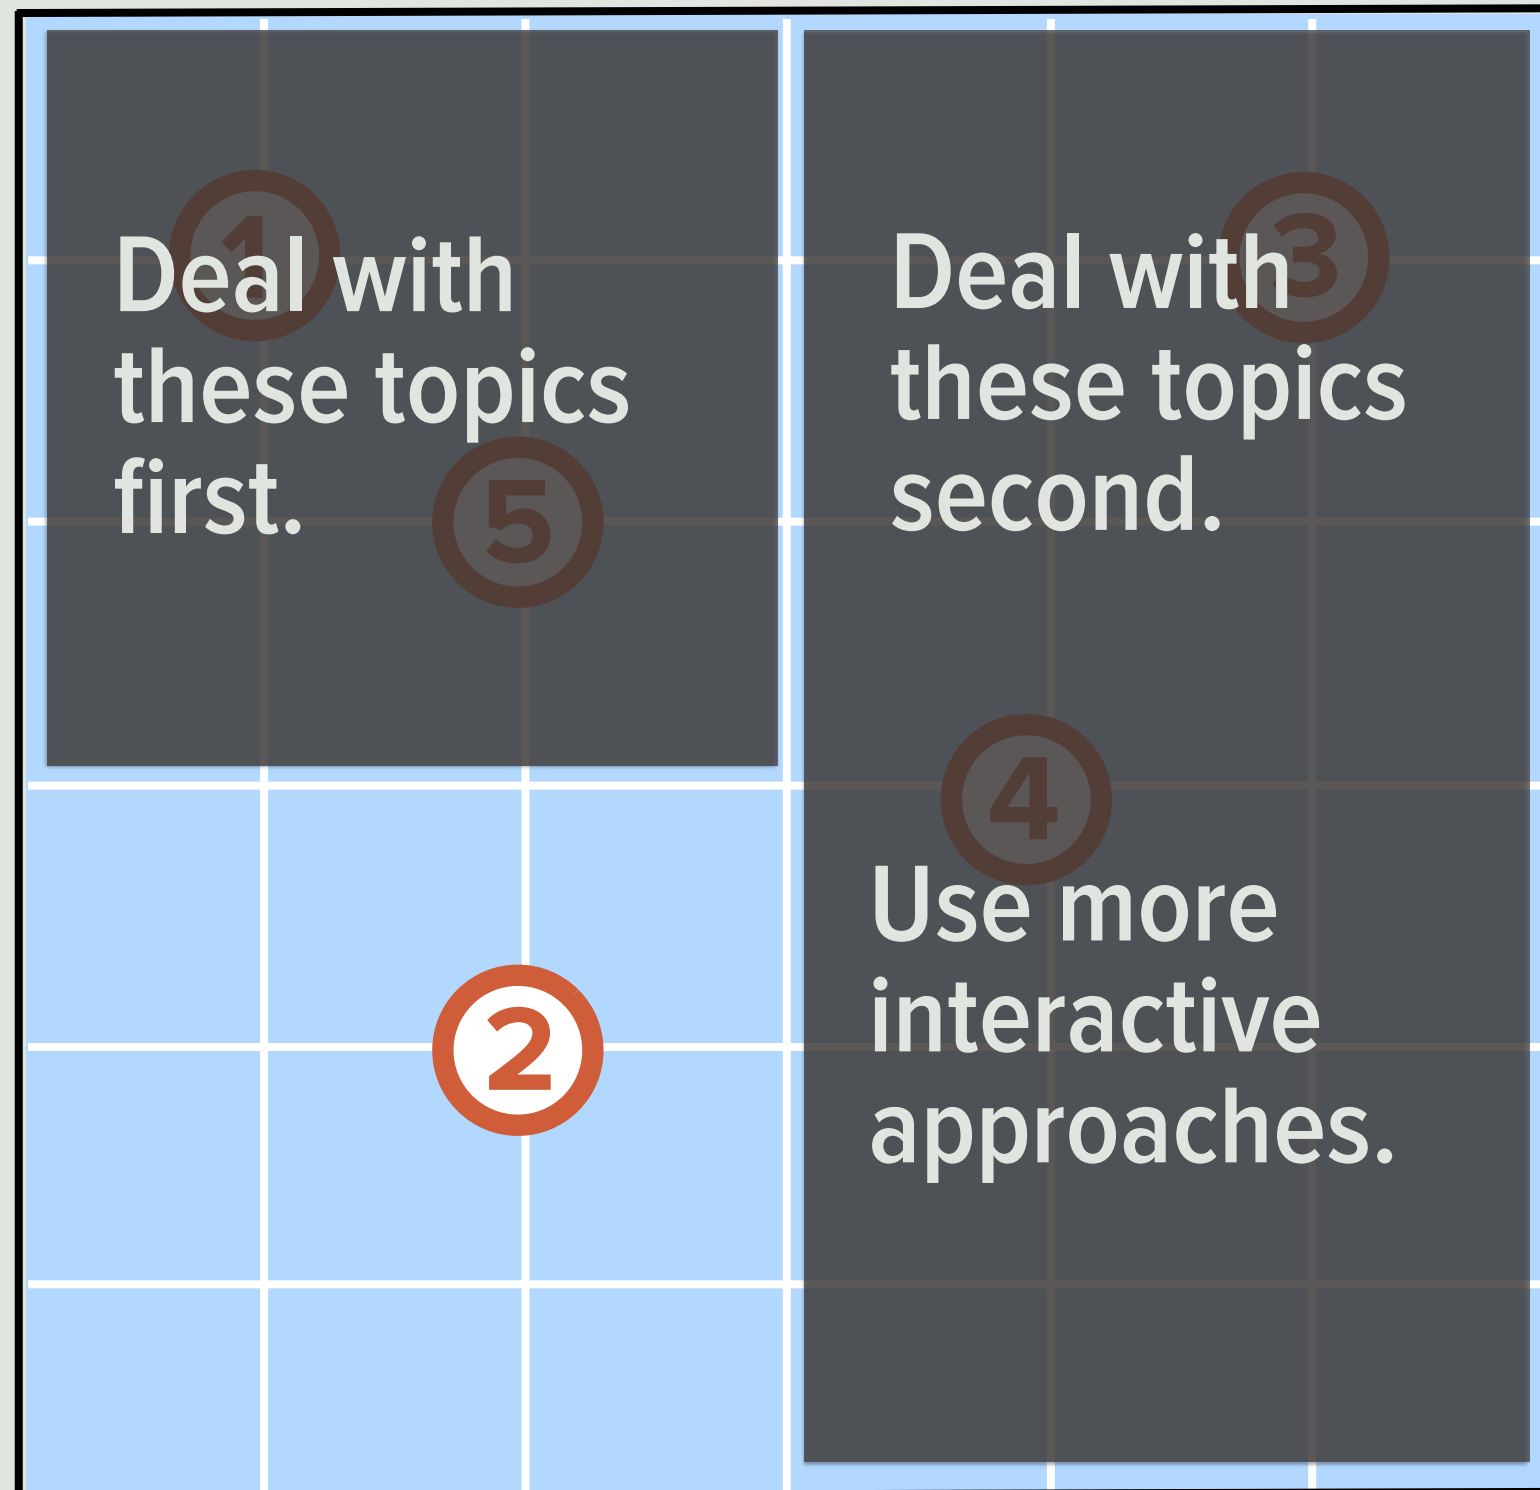 1
Deal with
these topics
first.
5
3
Deal with
these topics
second.
4
Use more
interactive
approaches.
2